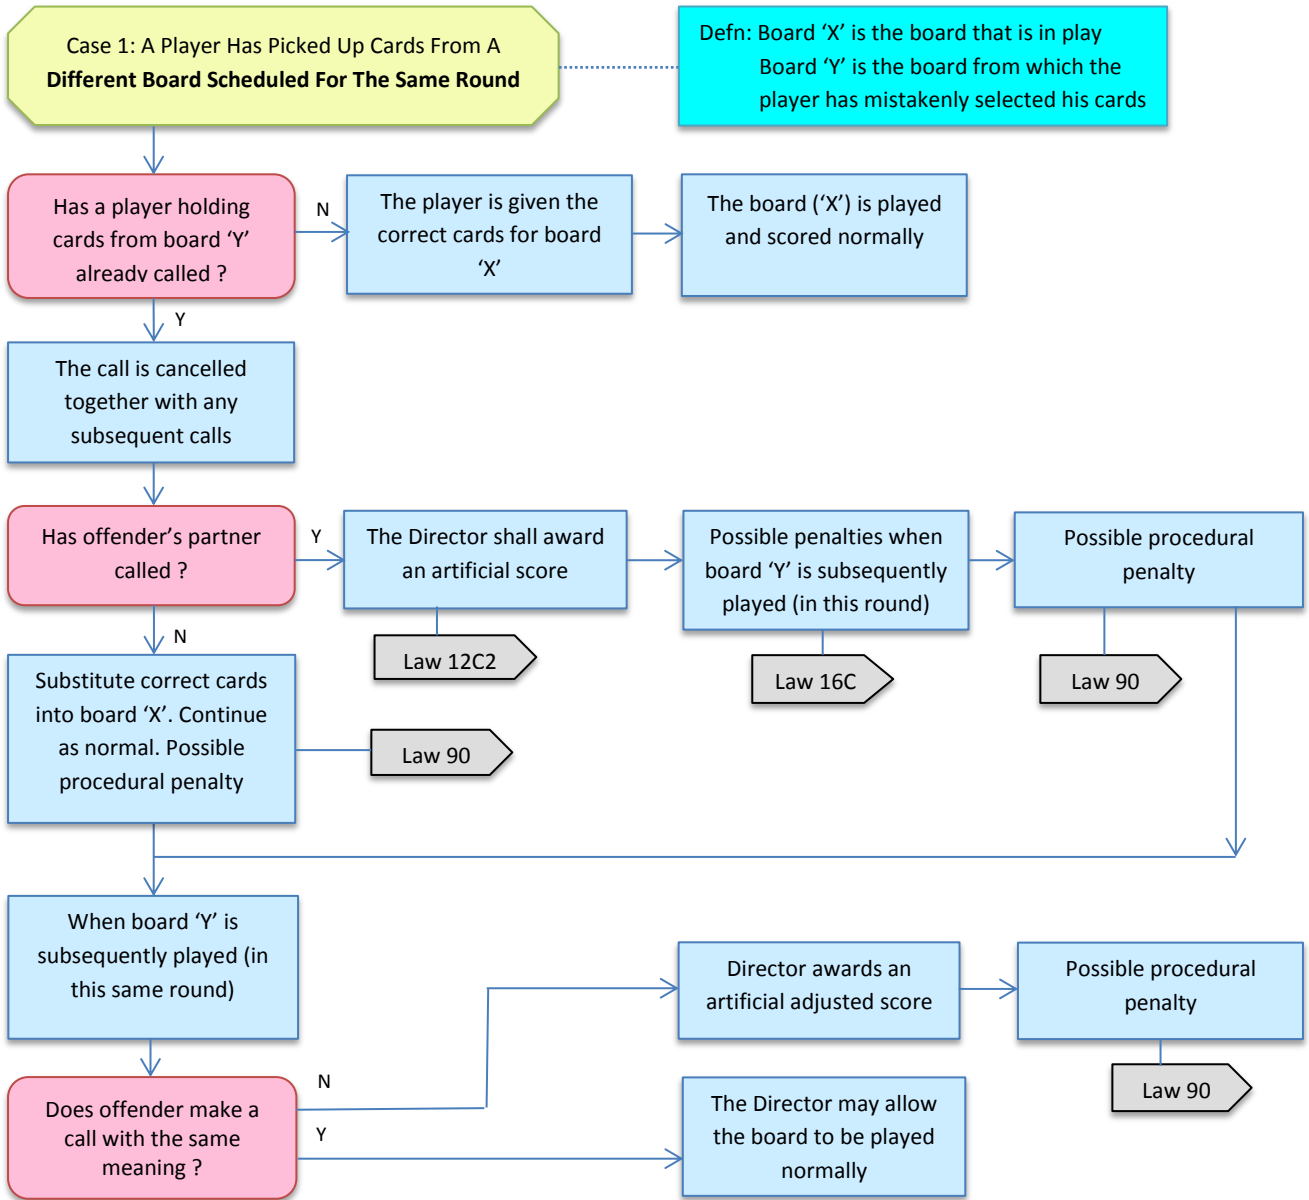 Case 1: A Player Has Picked Up Cards From A
Different Board Scheduled For The Same Round
Defn: Board ‘X’ is the board that is in play
Board ‘Y’ is the board from which the
player has mistakenly selected his cards
Has a player holding
cards from board ‘Y’
already called ?
N
The player is given the
correct cards for board
‘X’
The board (‘X’) is played
and scored normally
Y
The call is cancelled
together with any
subsequent calls
Has offender’s partner
called ?
Y
The Director shall award
an artificial score
Possible penalties when
board ‘Y’ is subsequently
played (in this round)
Possible procedural
penalty
Law 12C2
Law 16C
Law 90
N
Substitute correct cards
into board ‘X’. Continue
as normal. Possible
procedural penalty
Law 90
When board ‘Y’ is
subsequently played (in
this same round)
Director awards an
artificial adjusted score
Possible procedural
penalty
Law 90
Does offender make a
call with the same
meaning ?
N
Y
The Director may allow
the board to be played
normally